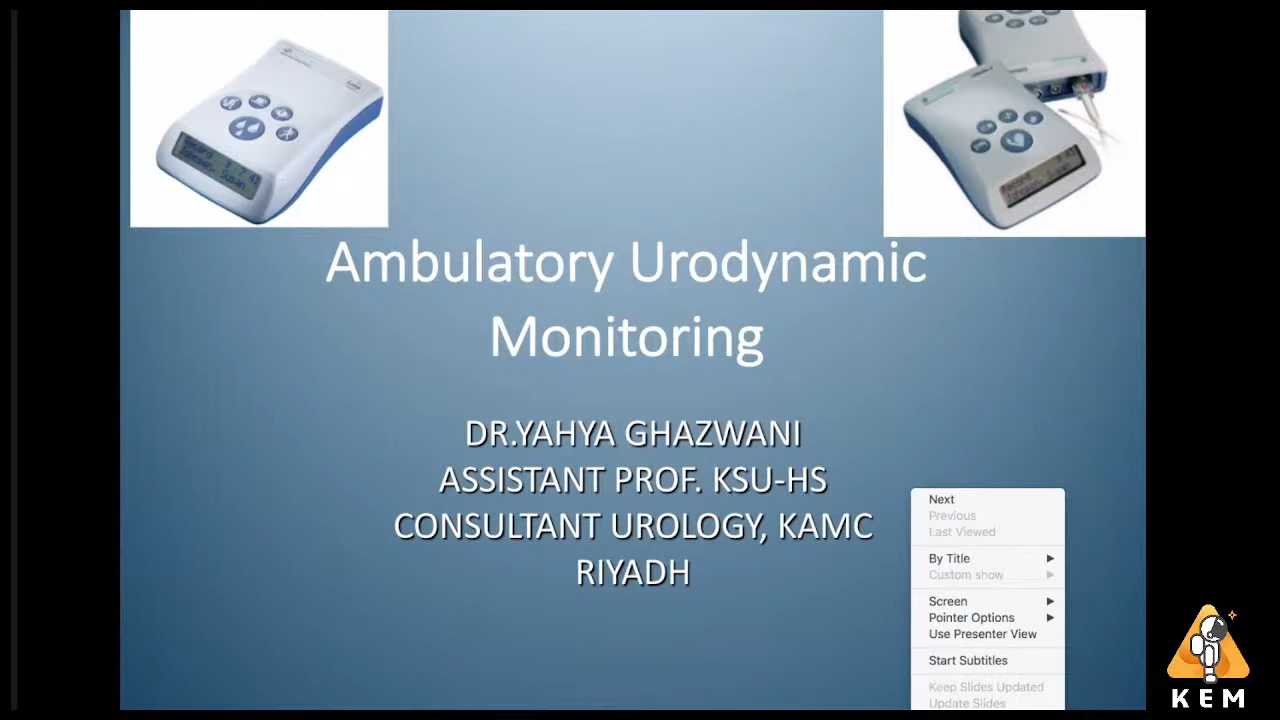 Ambulatory Urodynamic
Monitoring
DR.YAHYA GHAZWANI
ASSISTANT PROF. KSU-HS
CONSULTANT UROLOGY, KAMC
RIYADH
Next
Previous
Last Viewed
By Title
Custom show
Screen
Pointer Options
Use Presenter View
Start Subtitles
Keep Slides Updated
Update Slides
KEM